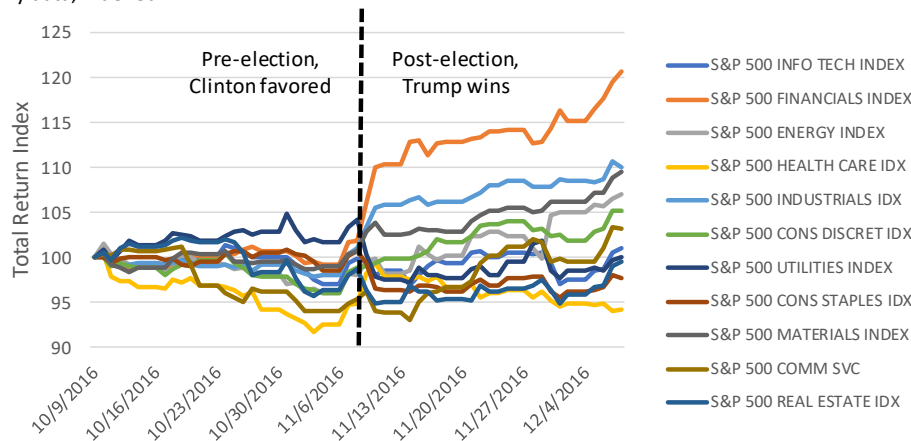 125
120
115
110
105
100
95
90
Total Return Index
Pre-election,
Clinton favored
Post-election,
Trump wins
10/9/2016
10/16/2016
10/23/2016
10/30/2016
11/6/2016
11/13/2016
11/20/2016
11/27/2016
12/4/2016
S&P 500 INFO TECH INDEX
S&P 500 FINANCIALS INDEX
S&P 500 ENERGY INDEX
S&P 500 HEALTH CARE IDX
S&P 500 INDUSTRIALS IDX
S&P 500 CONS DISCRET IDX
S&P 500 UTILITIES INDEX
S&P 500 CONS STAPLES IDX
S&P 500 MATERIALS INDEX
S&P 500 COMM SVC
S&P 500 REAL ESTATE IDX